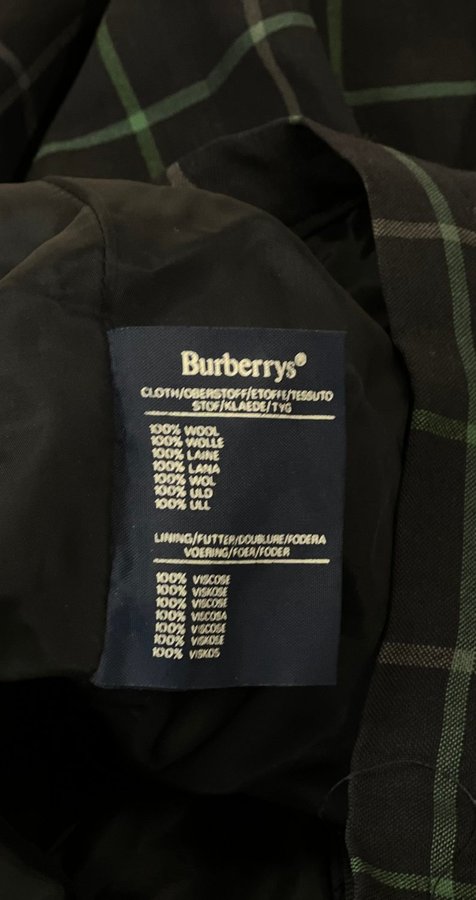 Burberrys®
CLOTH/OBERSTOFF/ETOFFE/TESSUTO
STOF/KLAEDE/TYG
100% WOOL
100% WOLLE
100% LAINE
100% LANA
100% WOL
100% ULD
100% ULL
LINING/FUTTER/DOUBLURE/FODERA
VOERING/FOER/FODER
100% VISCOSE
100% VISKOSE
100% VISCOSE
100% VISCOSA
100% VISCOSE
100% VISKOSE
100% VISKOS